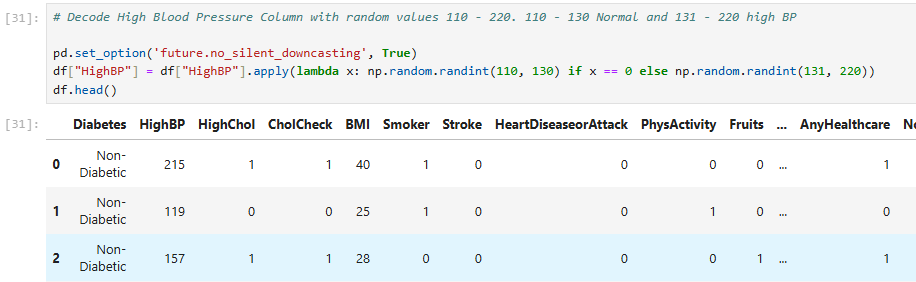 [31]: # Decode High Blood Pressure Column with random values 110 - 220. 110 - 130 Normal and 131 - 220 high BP
pd.set_option('future.no_silent_downcasting', True)
df["HighBP"] = df["HighBP"].apply(lambda x: np.random.randint(110, 130) if x == 0 else np.random.randint(131, 220))
df.head()
[31]: Diabetes HighBP HighChol CholCheck BMI Smoker Stroke HeartDiseaseorAttack PhysActivity Fruits ... AnyHealthcare
0 Non-Diabetic 215 1 1 40 1 0 0 0 0 ... 1
1 Non-Diabetic 119 0 0 25 1 0 0 1 0 ... 0
2 Non-Diabetic 157 1 1 28 0 0 0 0 1 ... 1